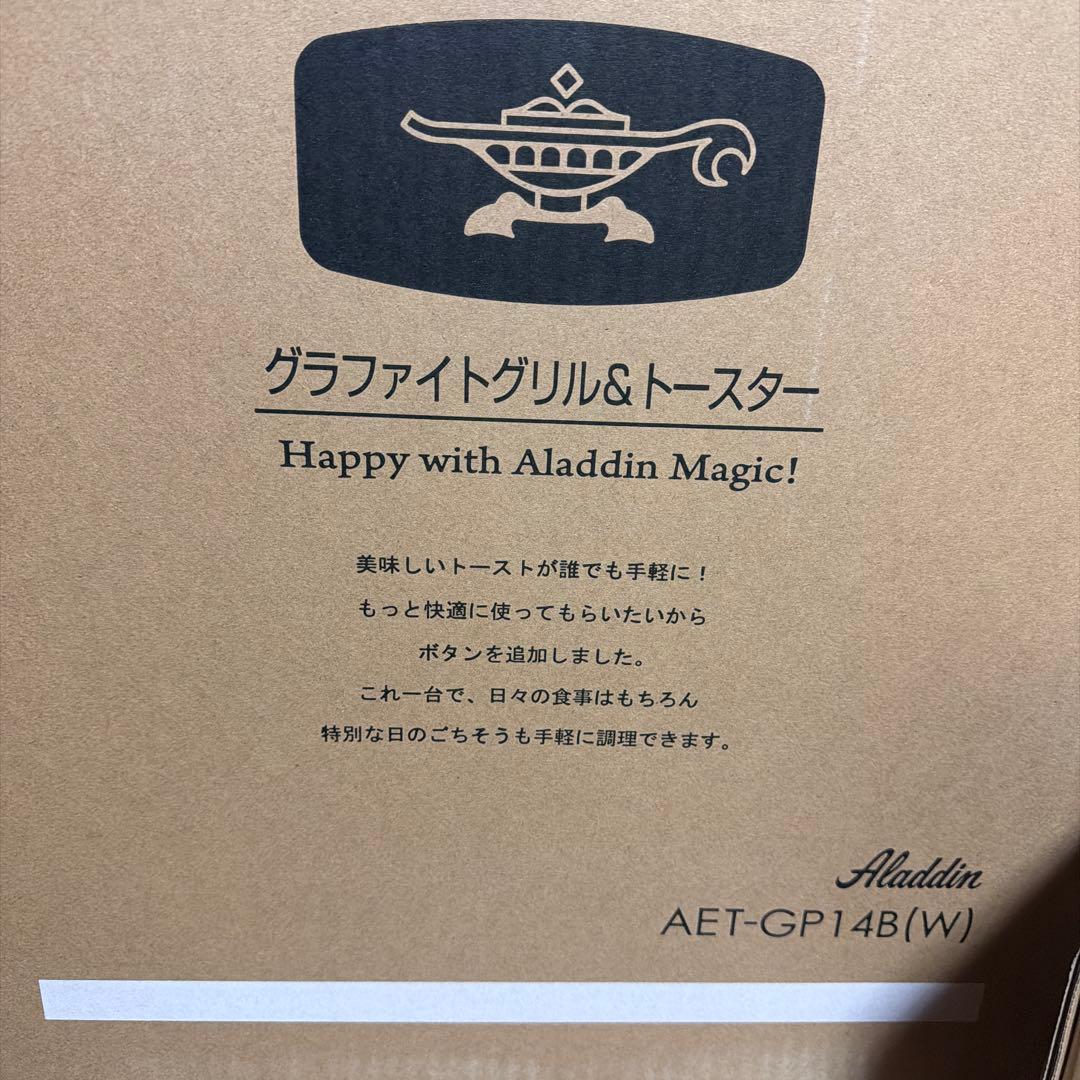 グラファイトグリル&トースター
Happy with Aladdin Magic!
美味しいトーストが誰でも手軽に！
もっと快適に使ってもらいたいから
ボタンを追加しました。
これ一台で、日々の食事はもちろん
特別な日のごちそうも手軽に調理できます。
Aladdin
AET-GP14B(W)